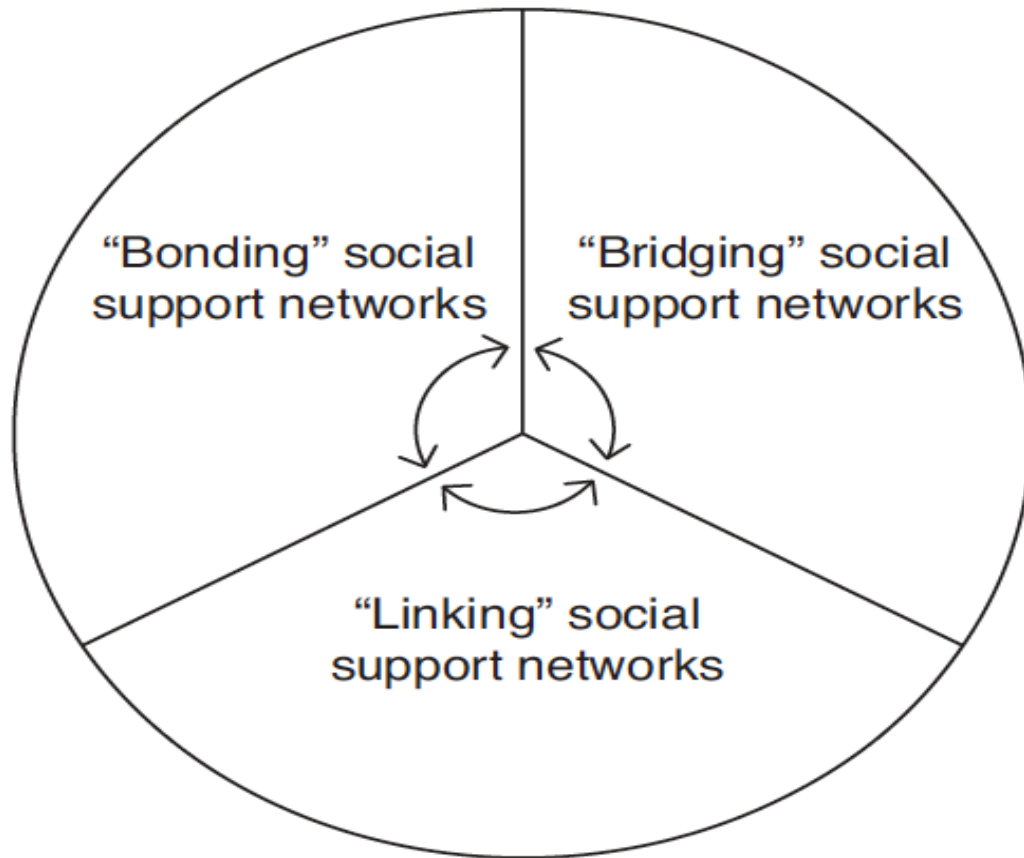 “Bonding” social
support networks
“Bridging” social
support networks
“Linking” social
support networks